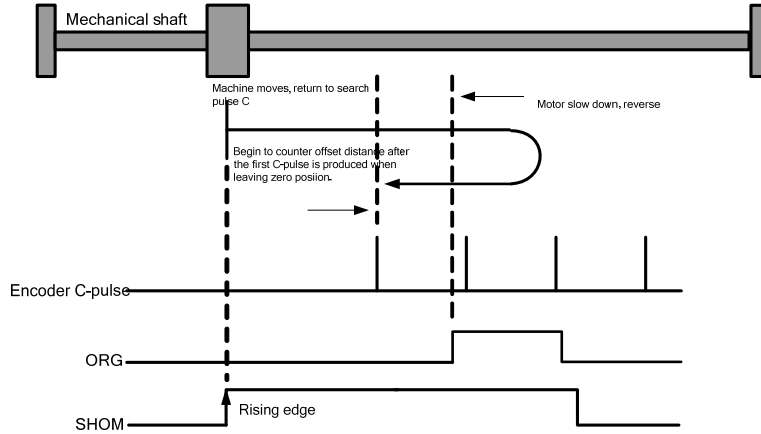 Mechanical shaft
Machine moves, return to search
pulse C
Motor slow down, reverse
Begin to counter offset distance after
the first C-pulse is produced when
leaving zero posiion.
Encoder C-pulse
ORG
Rising edge
SHOM